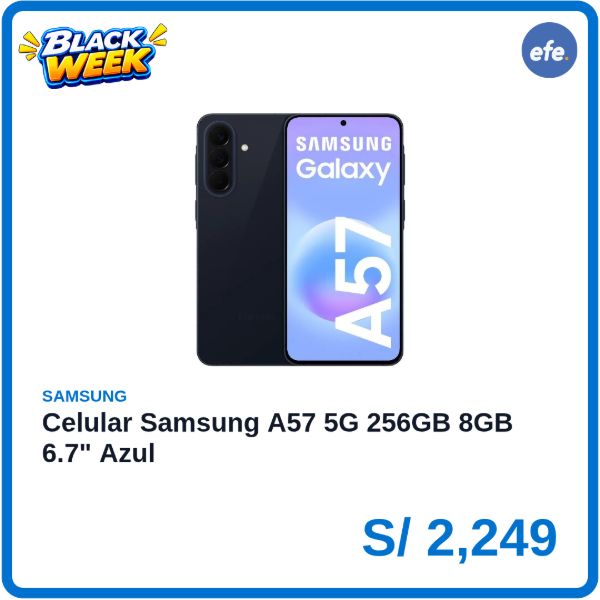 BLACK
WEEK
efe.
SAMSUNG
Galaxy
A57
SAMSUNG
Celular Samsung A57 5G 256GB 8GB
6.7" Azul
S/ 2,249